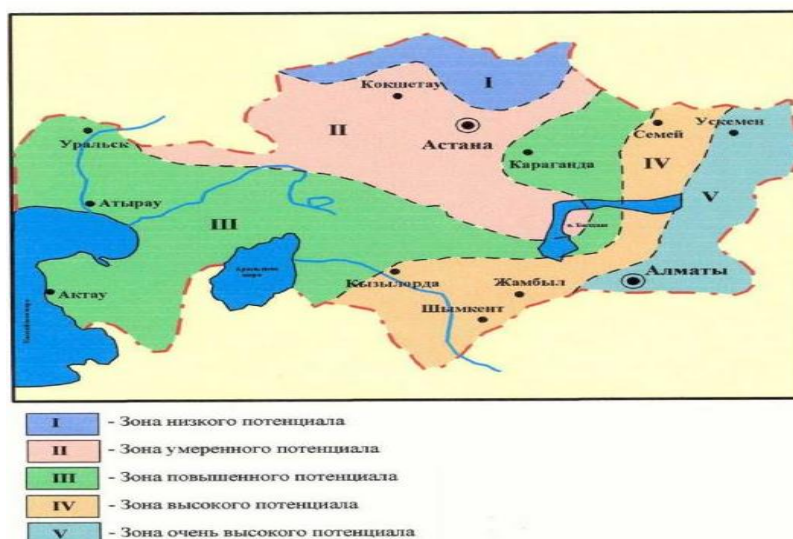 I
Кокшетау
II
Астана
Семей
Ускемен
Уральск
Караганда
IV
V
Атырау
III
Кызылорда
Жамбыл
Алматы
Актау
Шымкент
I - Зона низкого потенциала
II - Зона умеренного потенциала
III - Зона повышенного потенциала
IV - Зона высокого потенциала
V - Зона очень высокого потенциала